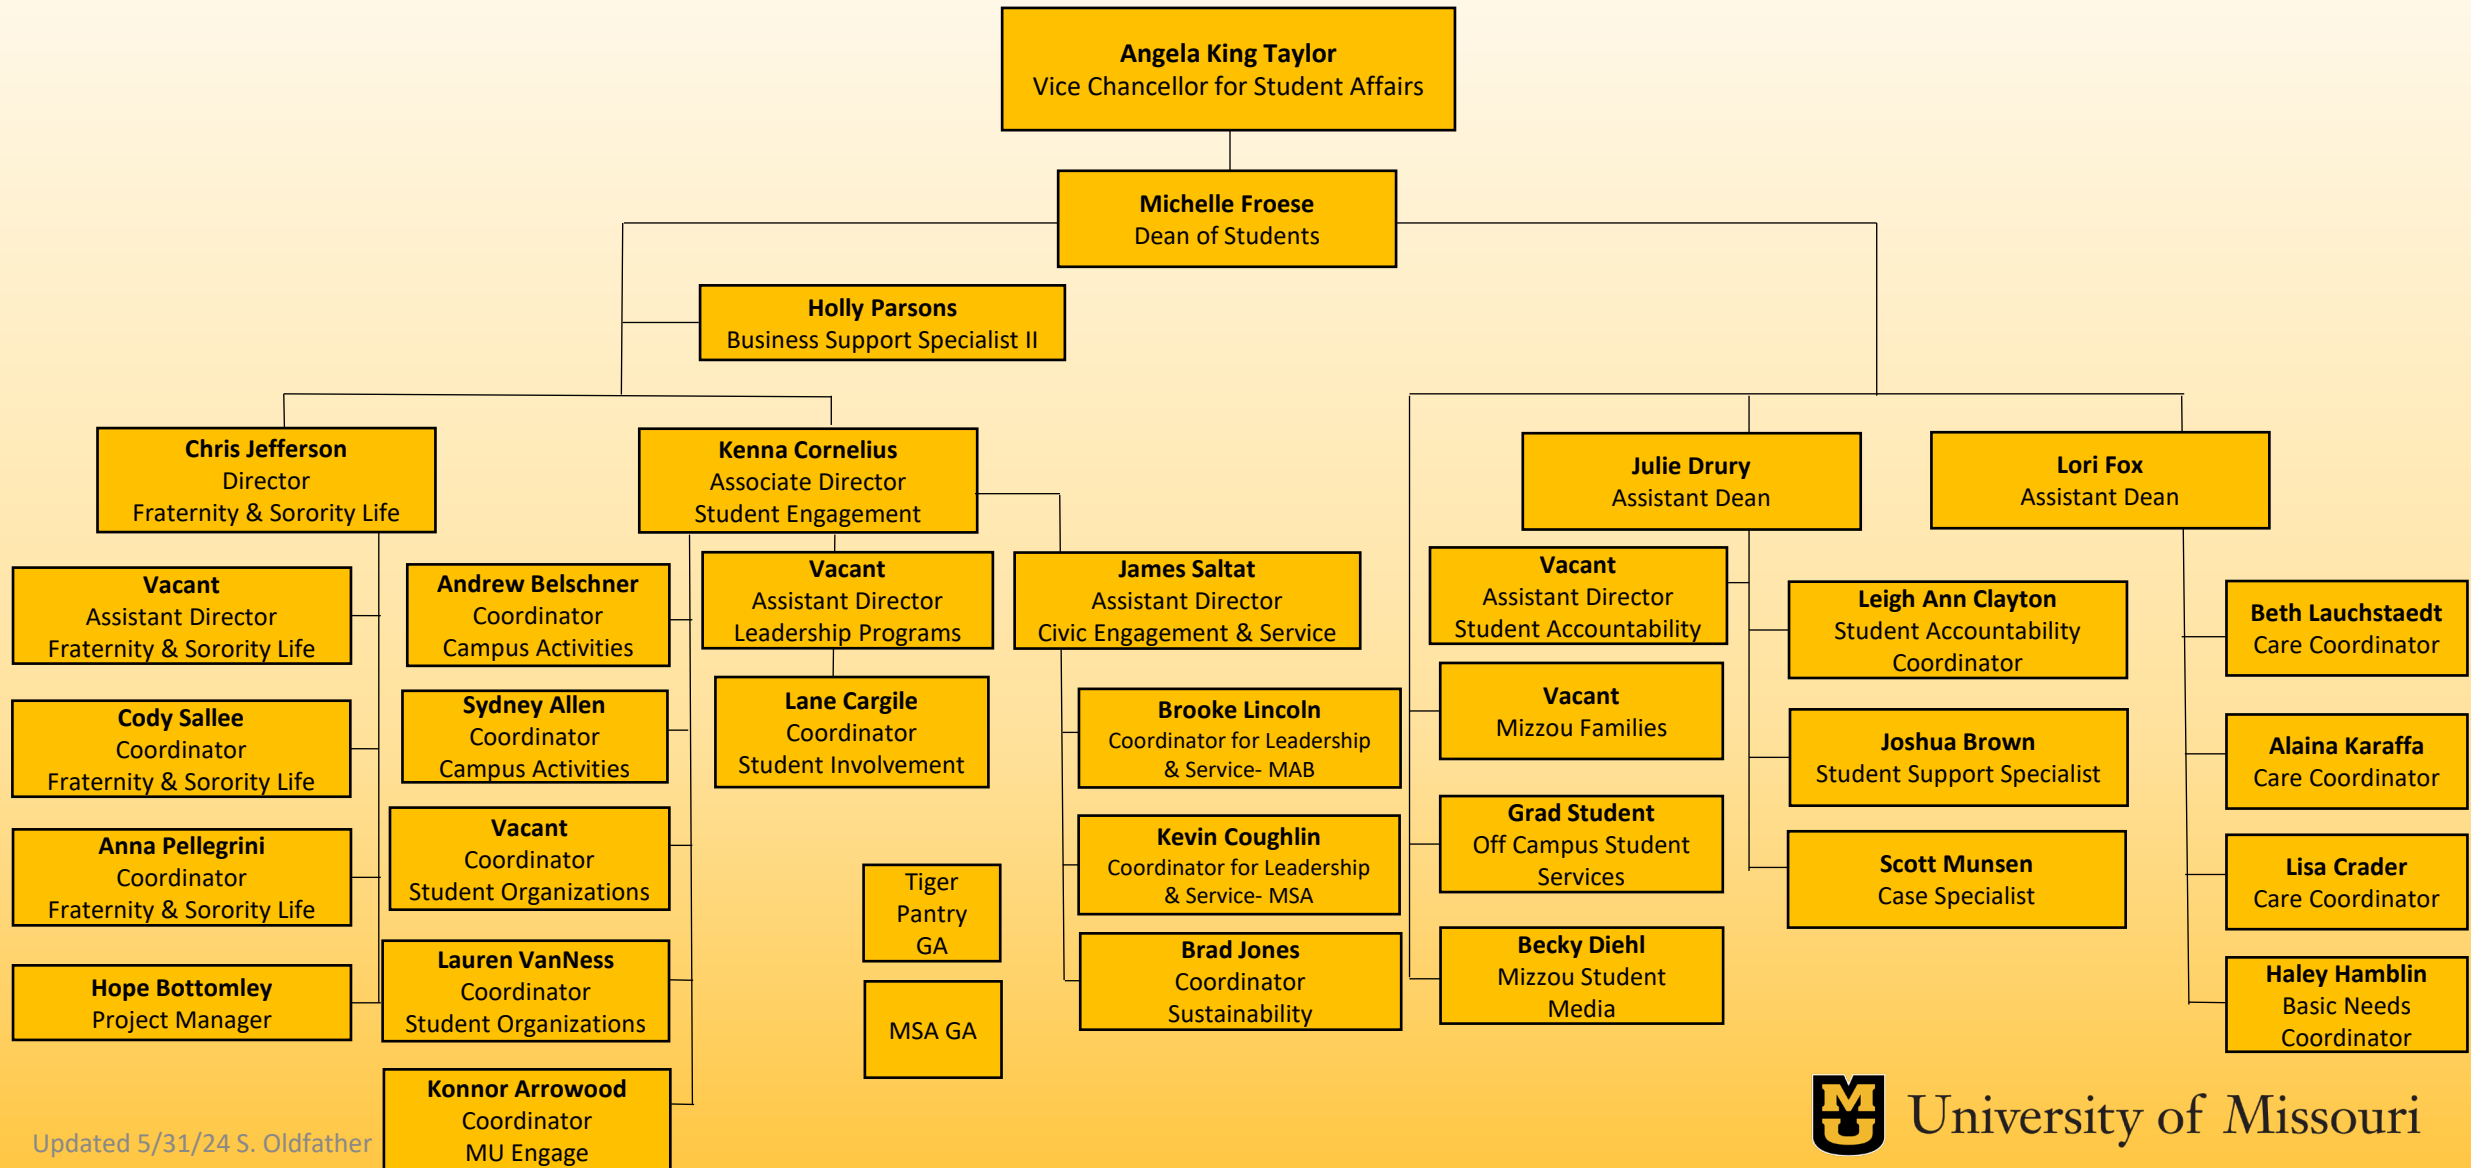 Angela King Taylor
Vice Chancellor for Student Affairs
Michelle Froese
Dean of Students
Holly Parsons
Business Support Specialist II
Chris Jefferson
Director
Fraternity & Sorority Life
Vacant
Assistant Director
Fraternity & Sorority Life
Cody Sallee
Coordinator
Fraternity & Sorority Life
Anna Pellegrini
Coordinator
Fraternity & Sorority Life
Hope Bottomley
Project Manager
Kenna Cornelius
Associate Director
Student Engagement
Andrew Belschner
Coordinator
Campus Activities
Sydney Allen
Coordinator
Campus Activities
Vacant
Coordinator
Student Organizations
Lauren VanNess
Coordinator
Student Organizations
Konnor Arrowood
Coordinator
MU Engage
Vacant
Assistant Director
Leadership Programs
Lane Cargile
Coordinator
Student Involvement
Tiger
Pantry
GA
MSA GA
James Saltat
Assistant Director
Civic Engagement & Service
Brooke Lincoln
Coordinator for Leadership
& Service- MAB
Kevin Coughlin
Coordinator for Leadership
& Service- MSA
Brad Jones
Coordinator
Sustainability
Julie Drury
Assistant Dean
Vacant
Assistant Director
Student Accountability
Vacant
Mizzou Families
Grad Student
Off Campus Student
Services
Becky Diehl
Mizzou Student
Media
Leigh Ann Clayton
Student Accountability
Coordinator
Joshua Brown
Student Support Specialist
Scott Munsen
Case Specialist
Lori Fox
Assistant Dean
Beth Lauchstaedt
Care Coordinator
Alaina Karaffa
Care Coordinator
Lisa Crader
Care Coordinator
Haley Hamblin
Basic Needs
Coordinator
Updated 5/31/24 S. Oldfather
MU
University of Missouri